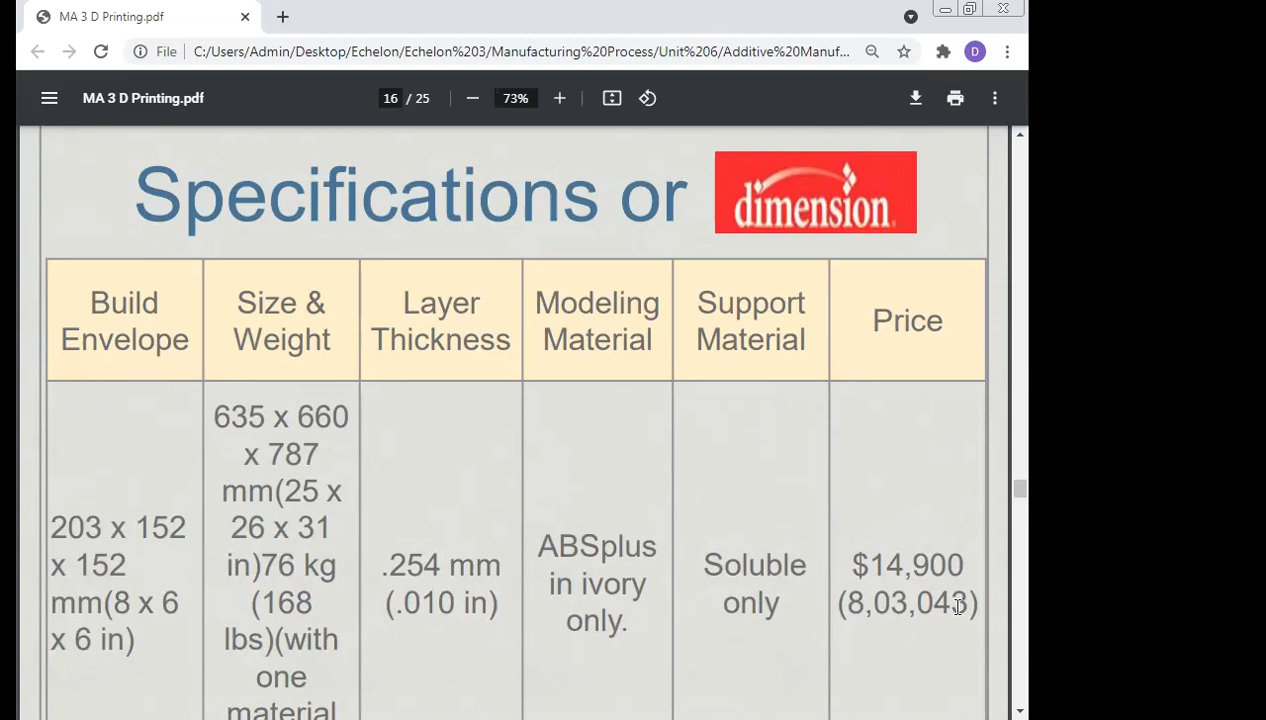 MA 3 D Printing.pdf
File
C:/Users/Admin/Desktop/Echelon/Echelon%203/Manufacturing%20Process/Unit%206/Additive%20Manuf...
D
MA 3 D Printing.pdf
16 / 25
73%
Specifications or
dimension
Build
Envelope
Size &
Weight
Layer
Thickness
Modeling
Material
Support
Material
Price
203 x 152
x 152
mm(8 x 6
x 6 in)
635 x 660
x 787
mm(25 x
26 x 31
in)76 kg
(168
lbs)(with
one
material
.254 mm
(.010 in)
ABSplus
in ivory
only.
Soluble
only
$14,900
(8,03,043)